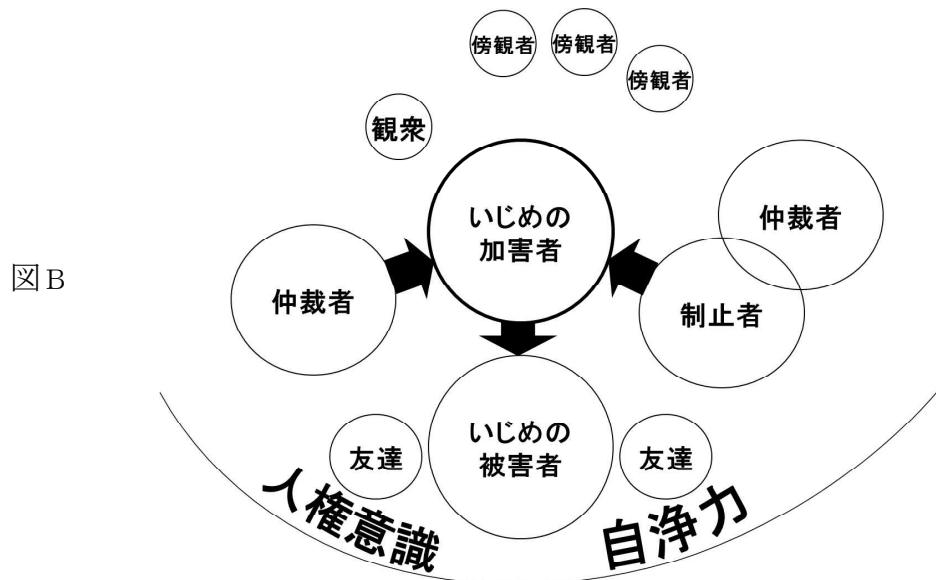 傍観者
傍観者
傍観者
観衆
いじめの
加害者
仲裁者
図B
仲裁者
制止者
いじめの
被害者
友達
友達
人権意識
自浄力